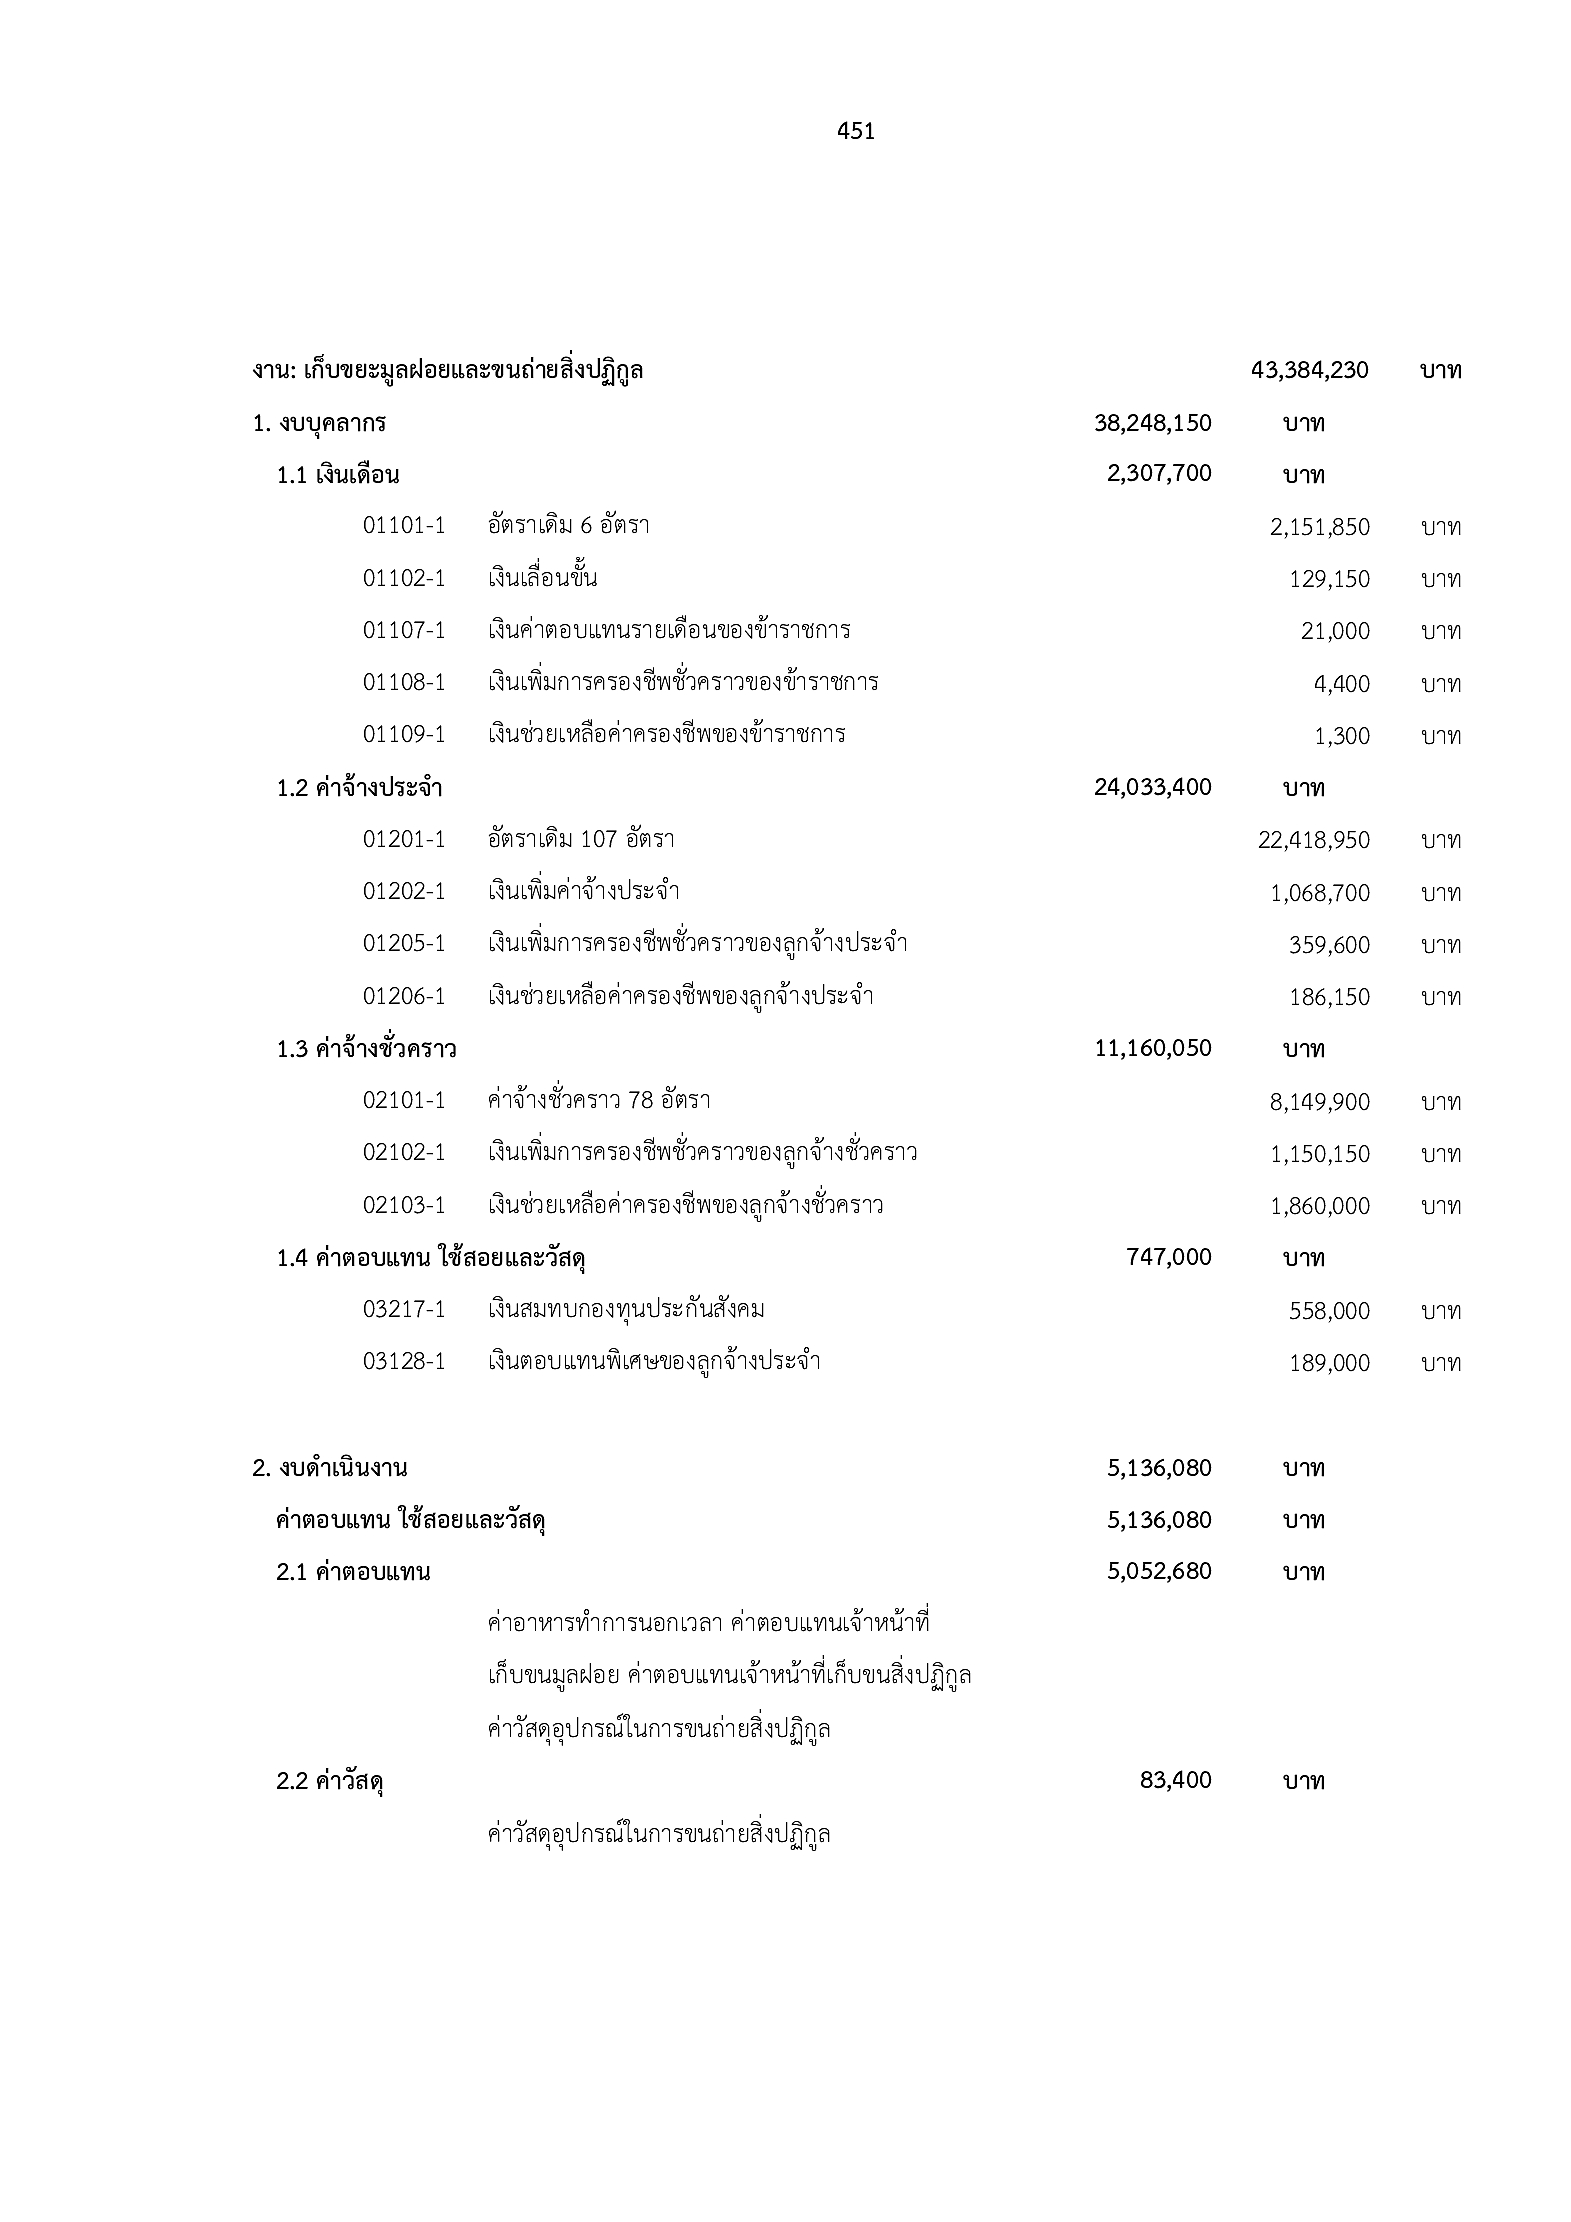 451
งาน: เก็บขยะมูลฝอยและขนถ่ายสิ่งปฏิกูล 43,384,230 บาท
1. งบบุคลากร 38,248,150 บาท
1.1 เงินเดือน 2,307,700 บาท
01101-1 อัตราเดิม 6 อัตรา 2,151,850 บาท
01102-1 เงินเลื่อนขั้น 129,150 บาท
01107-1 เงินค่าตอบแทนรายเดือนของข้าราชการ 21,000 บาท
01108-1 เงินเพิ่มการครองชีพชั่วคราวของข้าราชการ 4,400 บาท
01109-1 เงินช่วยเหลือค่าครองชีพของข้าราชการ 1,300 บาท
1.2 ค่าจ้างประจำ 24,033,400 บาท
01201-1 อัตราเดิม 107 อัตรา 22,418,950 บาท
01202-1 เงินเพิ่มค่าจ้างประจำ 1,068,700 บาท
01205-1 เงินเพิ่มการครองชีพชั่วคราวของลูกจ้างประจำ 359,600 บาท
01206-1 เงินช่วยเหลือค่าครองชีพของลูกจ้างประจำ 186,150 บาท
1.3 ค่าจ้างชั่วคราว 11,160,050 บาท
02101-1 ค่าจ้างชั่วคราว 78 อัตรา 8,149,900 บาท
02102-1 เงินเพิ่มการครองชีพชั่วคราวของลูกจ้างชั่วคราว 1,150,150 บาท
02103-1 เงินช่วยเหลือค่าครองชีพของลูกจ้างชั่วคราว 1,860,000 บาท
1.4 ค่าตอบแทน ใช้สอยและวัสดุ 747,000 บาท
03217-1 เงินสมทบกองทุนประกันสังคม 558,000 บาท
03128-1 เงินตอบแทนพิเศษของลูกจ้างประจำ 189,000 บาท
2. งบดำเนินงาน 5,136,080 บาท
ค่าตอบแทน ใช้สอยและวัสดุ 5,136,080 บาท
2.1 ค่าตอบแทน 5,052,680 บาท
ค่าอาหารทำการนอกเวลา ค่าตอบแทนเจ้าหน้าที่
เก็บขนมูลฝอย ค่าตอบแทนเจ้าหน้าที่เก็บขนสิ่งปฏิกูล
ค่าวัสดุอุปกรณ์ในการขนถ่ายสิ่งปฏิกูล
2.2 ค่าวัสดุ 83,400 บาท
ค่าวัสดุอุปกรณ์ในการขนถ่ายสิ่งปฏิกูล